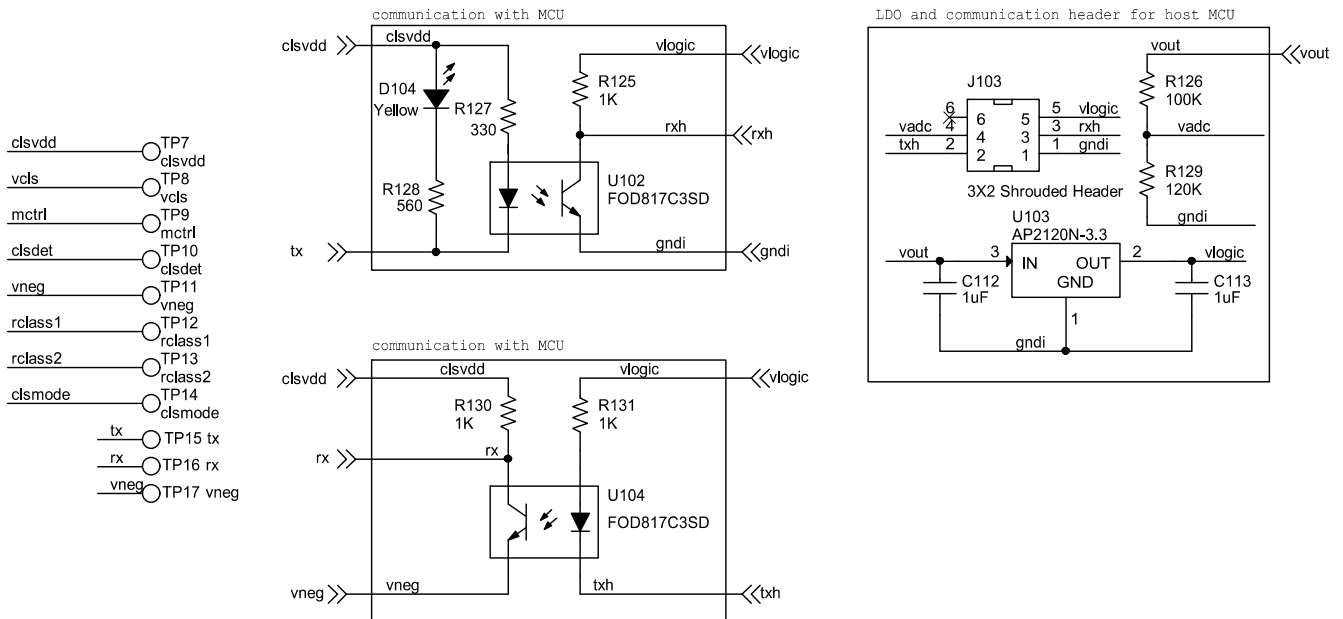 clsvdd
TP7
clsvdd
vcls
TP8
vcls
mctrl
TP9
mctrl
clsdet
TP10
clsdet
vneg
TP11
vneg
rclass1
TP12
rclass1
rclass2
TP13
rclass2
clsmode
TP14
clsmode
tx
TP15 tx
rx
TP16 rx
vneg
TP17 vneg
communication with MCU
clsvdd
clsvdd
vlogic
vlogic
D104
Yellow
R127
330
R125
1K
rxh
rxh
R128
560
U102
FOD817C3SD
tx
gndi
gndi
communication with MCU
clsvdd
clsvdd
vlogic
vlogic
R130
1K
R131
1K
rx
rx
U104
FOD817C3SD
vneg
vneg
txh
txh
LDO and communication header for host MCU
vout
vout
J103
R126
100K
6
6
5
5
vlogic
vadc
4
4
3
3
rxh
txh
2
2
1
1
gndi
vadc
3X2 Shrouded Header
R129
120K
gndi
U103
AP2120N-3.3
vout
3
IN
OUT
GND
2
vlogic
C112
1uF
C113
1uF
1
gndi